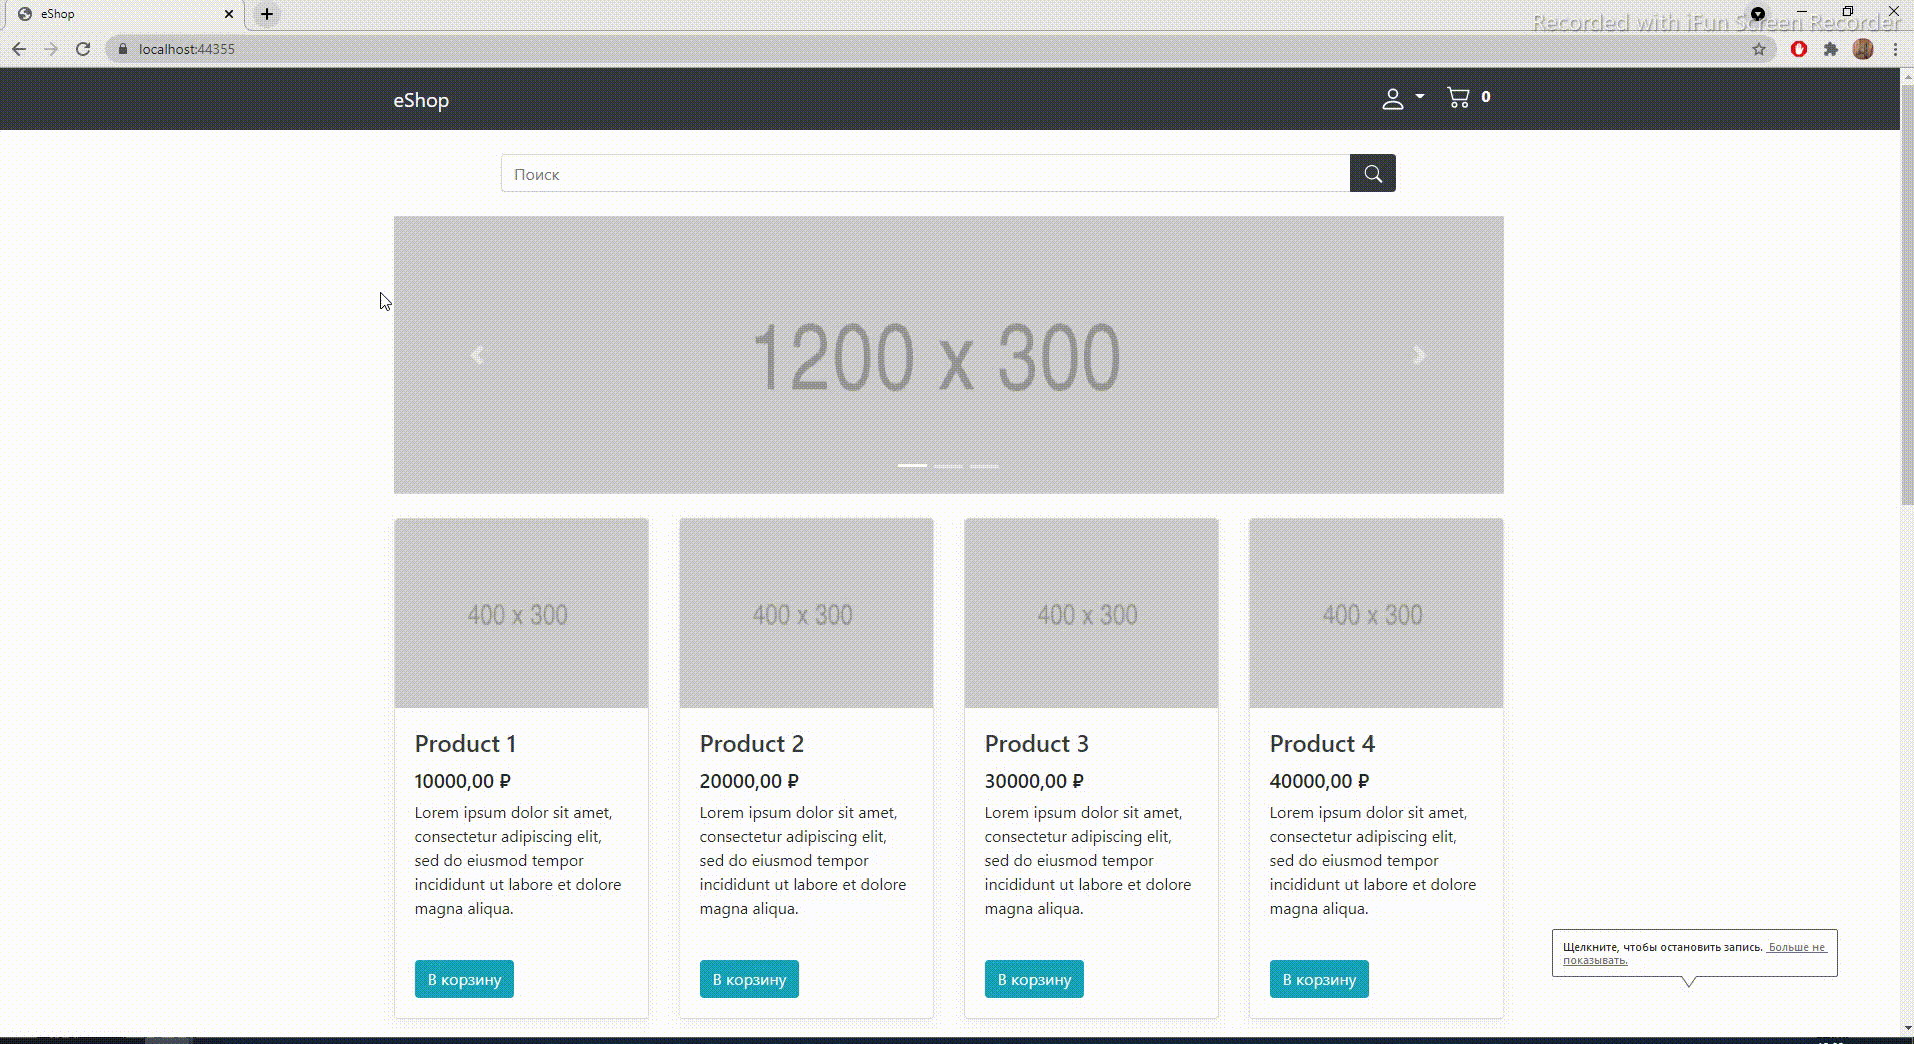 eShop
Recorded with iFun Screen Recorder
localhost:44355
eShop
0
Поиск
1200 x 300
400 x 300
400 x 300
400 x 300
400 x 300
Product 1
10000,00 ₽
Lorem ipsum dolor sit amet,
consectetur adipiscing elit,
sed do eiusmod tempor
incididunt ut labore et dolore
magna aliqua.
В корзину
Product 2
20000,00 ₽
Lorem ipsum dolor sit amet,
consectetur adipiscing elit,
sed do eiusmod tempor
incididunt ut labore et dolore
magna aliqua.
В корзину
Product 3
30000,00 ₽
Lorem ipsum dolor sit amet,
consectetur adipiscing elit,
sed do eiusmod tempor
incididunt ut labore et dolore
magna aliqua.
В корзину
Product 4
40000,00 ₽
Lorem ipsum dolor sit amet,
consectetur adipiscing elit,
sed do eiusmod tempor
incididunt ut labore et dolore
magna aliqua.
В корзину
Щелкните, чтобы остановить запись. Больше не
показывать.